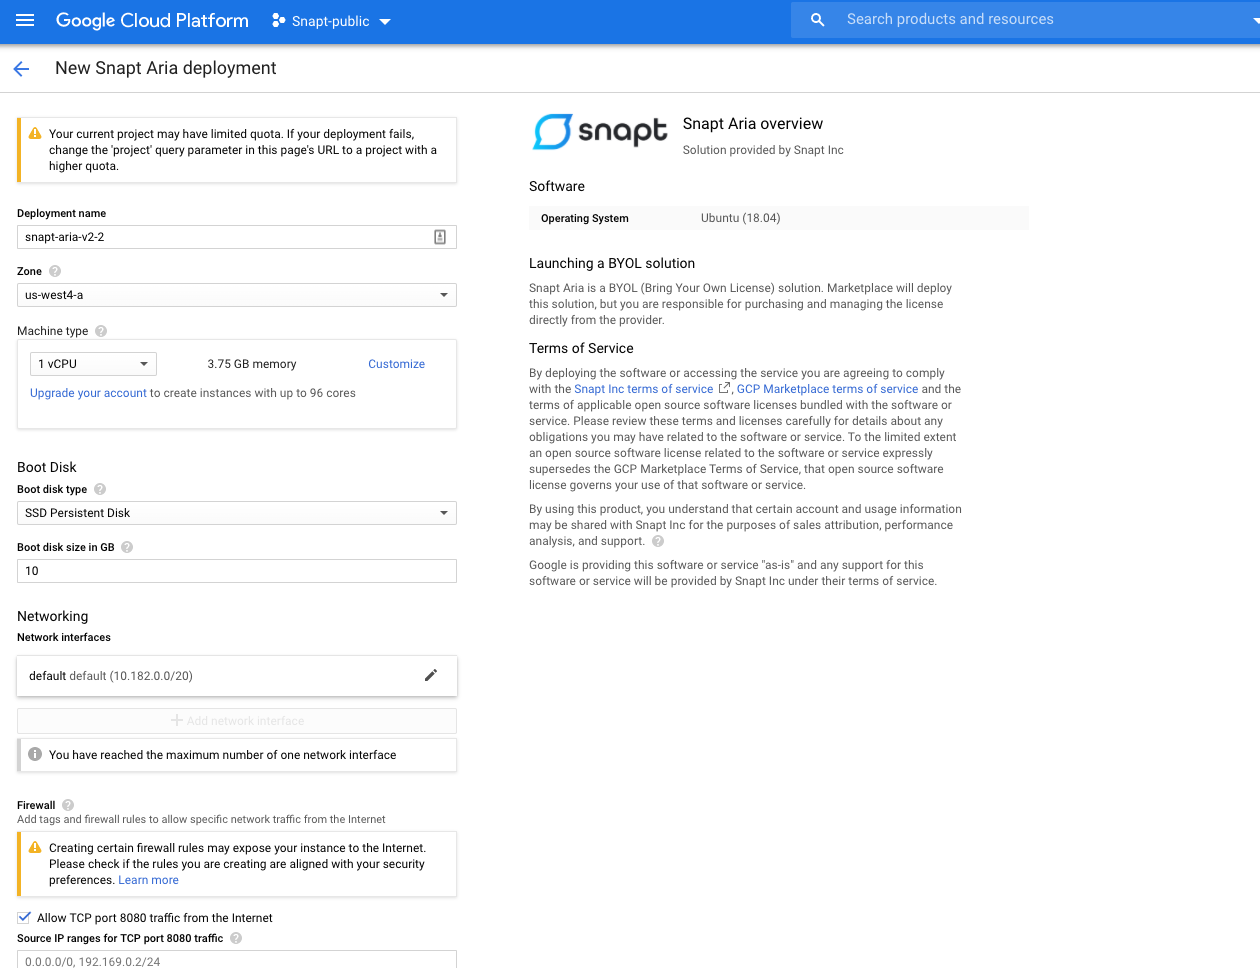 Google Cloud Platform
Snapt-public
Search products and resources
New Snapt Aria deployment
Your current project may have limited quota. If your deployment fails,
change the 'project' query parameter in this page's URL to a project with a
higher quota.
Deployment name
snapt-aria-v2-2
Zone
us-west4-a
Machine type
1 vCPU
3.75 GB memory
Customize
Upgrade your account to create instances with up to 96 cores
Boot Disk
Boot disk type
SSD Persistent Disk
Boot disk size in GB
10
Networking
Network interfaces
default default (10.182.0.0/20)
Add network interface
You have reached the maximum number of one network interface
Firewall
Add tags and firewall rules to allow specific network traffic from the Internet
Creating certain firewall rules may expose your instance to the Internet.
Please check if the rules you are creating are aligned with your security
preferences. Learn more
Allow TCP port 8080 traffic from the Internet
Source IP ranges for TCP port 8080 traffic
0.0.0.0/0, 192.169.0.2/24
snapt
Snapt Aria overview
Solution provided by Snapt Inc
Software
Operating System
Ubuntu (18.04)
Launching a BYOL solution
Snapt Aria is a BYOL (Bring Your Own License) solution. Marketplace will deploy
this solution, but you are responsible for purchasing and managing the license
directly from the provider.
Terms of Service
By deploying the software or accessing the service you are agreeing to comply
with the Snapt Inc terms of service , GCP Marketplace terms of service and the
terms of applicable open source software licenses bundled with the software or
service. Please review these terms and licenses carefully for details about any
obligations you may have related to the software or service. To the limited extent
an open source software license related to the software or service expressly
supersedes the GCP Marketplace Terms of Service, that open source software
license governs your use of that software or service.
By using this product, you understand that certain account and usage information
may be shared with Snapt Inc for the purposes of sales attribution, performance
analysis, and support.
Google is providing this software or service "as-is" and any support for this
software or service will be provided by Snapt Inc under their terms of service.